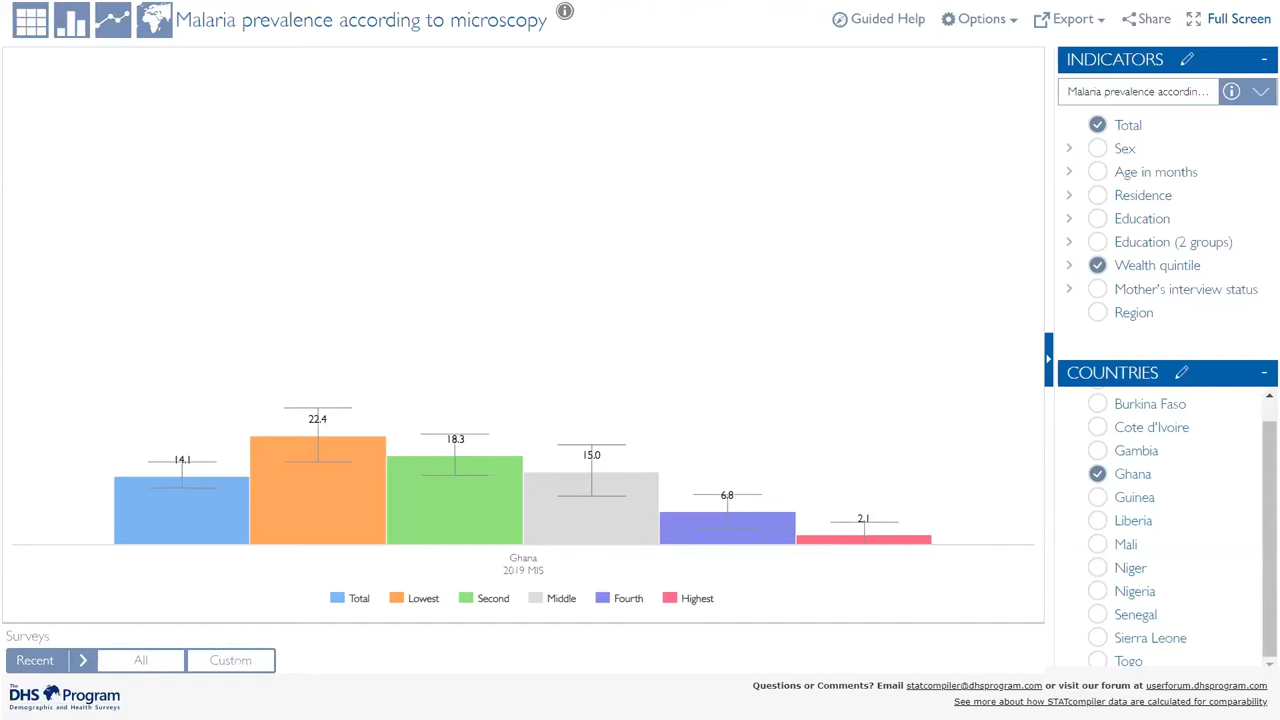 Malaria prevalence according to microscopy
Guided Help
Options
Export
Share
Full Screen
INDICATORS
Malaria prevalence accordin...
Total
Sex
Age in months
Residence
Education
Education (2 groups)
Wealth quintile
Mother's interview status
Region
COUNTRIES
Burkina Faso
Cote d'Ivoire
Gambia
Ghana
Guinea
Liberia
Mali
Niger
Nigeria
Senegal
Sierra Leone
Togo
14.1
22.4
18.3
15.0
6.8
2.1
Ghana
2019 MIS
Total Lowest Second Middle Fourth Highest
Surveys
Recent All Custom
The
DHS Program
Demographic and Health Surveys
Questions or Comments? Email statcompiler@dhsprogram.com or visit our forum at userforum.dhsprogram.com
See more about how STATcompiler data are calculated for comparability